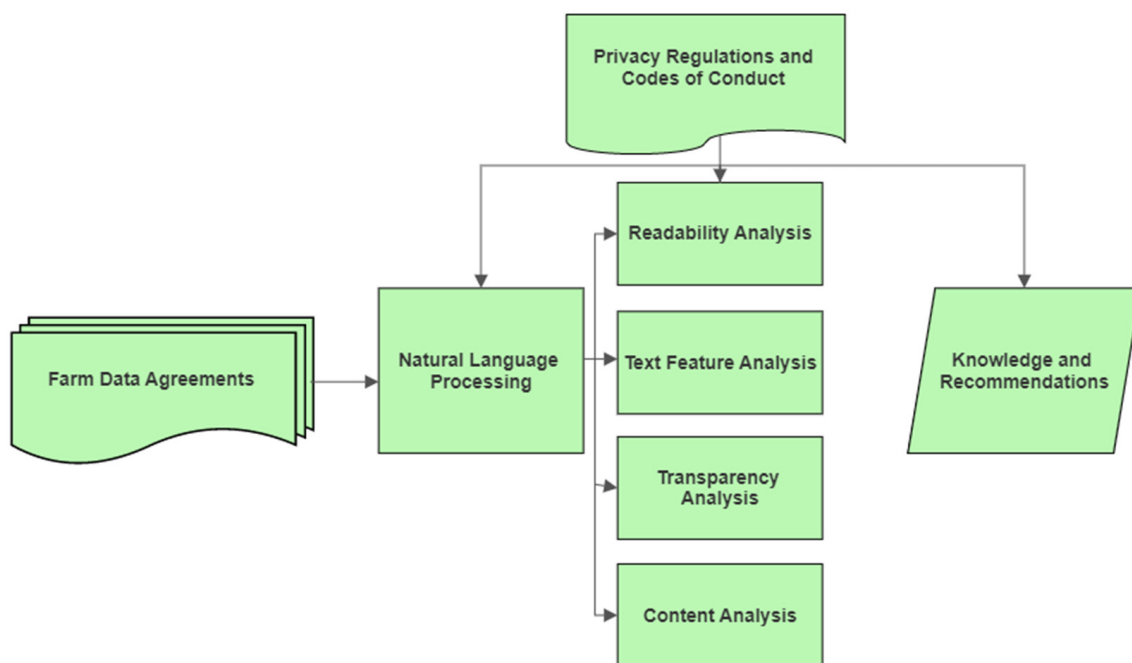 Privacy Regulations and
Codes of Conduct
Readability Analysis
Farm Data Agreements
Natural Language
Processing
Text Feature Analysis
Knowledge and
Recommendations
Transparency
Analysis
Content Analysis